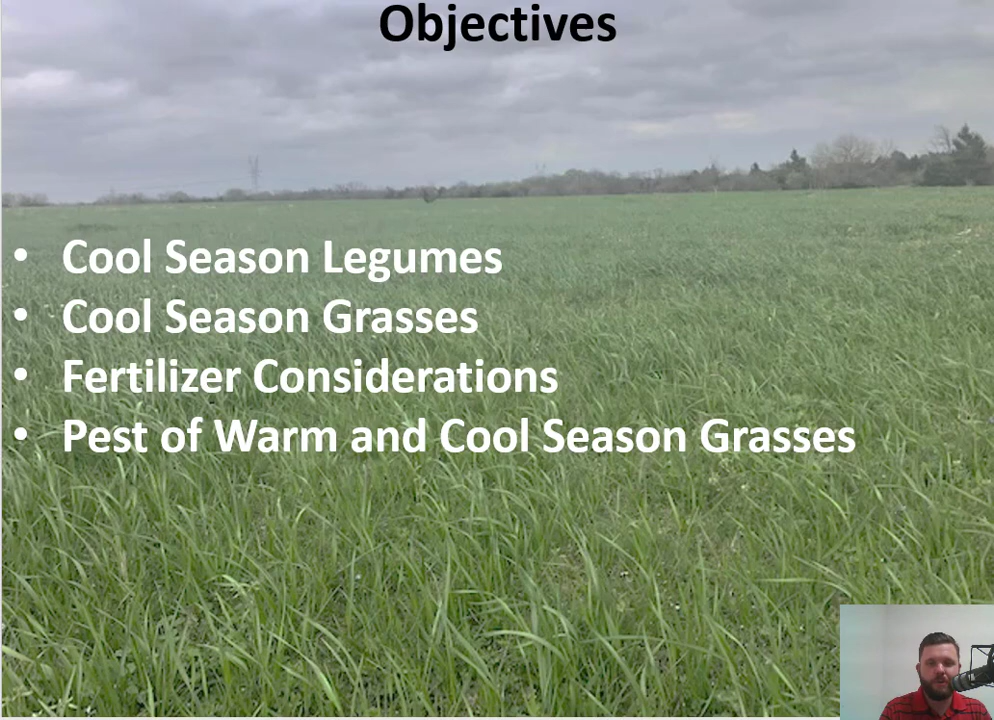 Objectives
• Cool Season Legumes
• Cool Season Grasses
• Fertilizer Considerations
• Pest of Warm and Cool Season Grasses